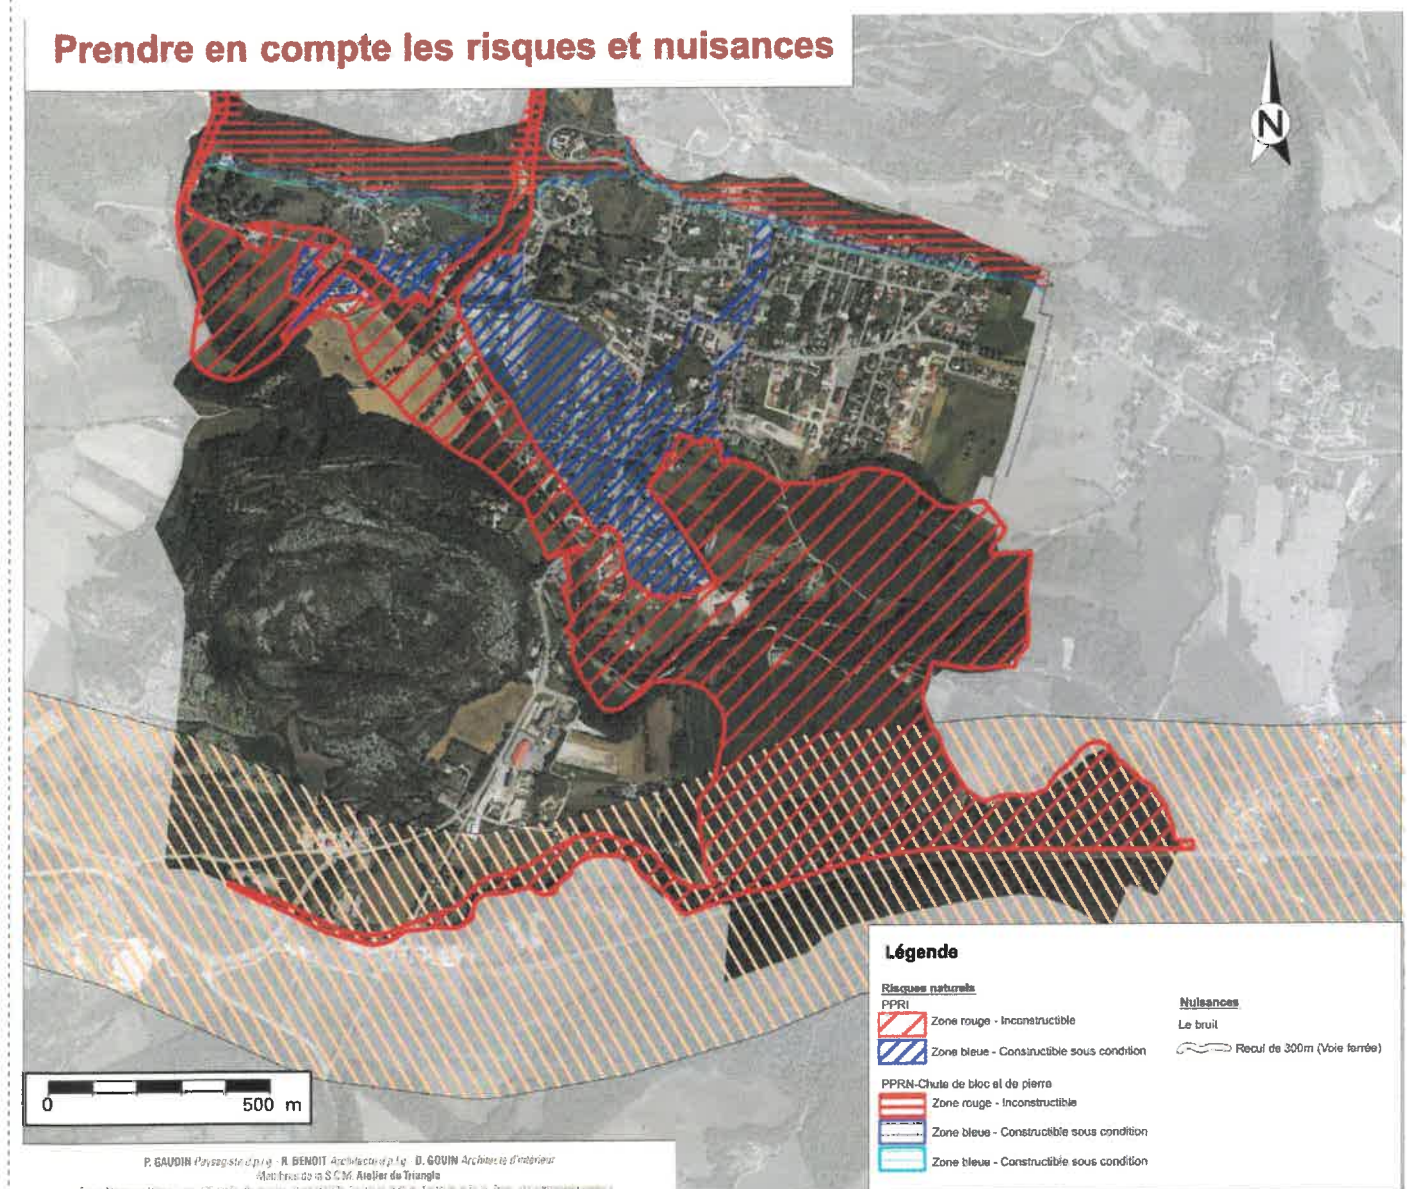 Prendre en compte les risques et nuisances
N
Légende
Risques naturels
PPRI
Zone rouge - Inconstructible
Zone bleue - Constructible sous condition
PPRN-Chute de bloc et de pierre
Zone rouge - Inconstructible
Zone bleue - Constructible sous condition
Zone bleue - Constructible sous condition
Nuisances
Le bruit
Recul de 300m (Voie ferrée)
0 500 m
P. GAUDIN Paysagiste d.p.l.g - R. BENOIT Architecte d.p.l.g - D. GOUIN Architecte d'intérieur
Membres de la S.C.M. Atelier du Triangle